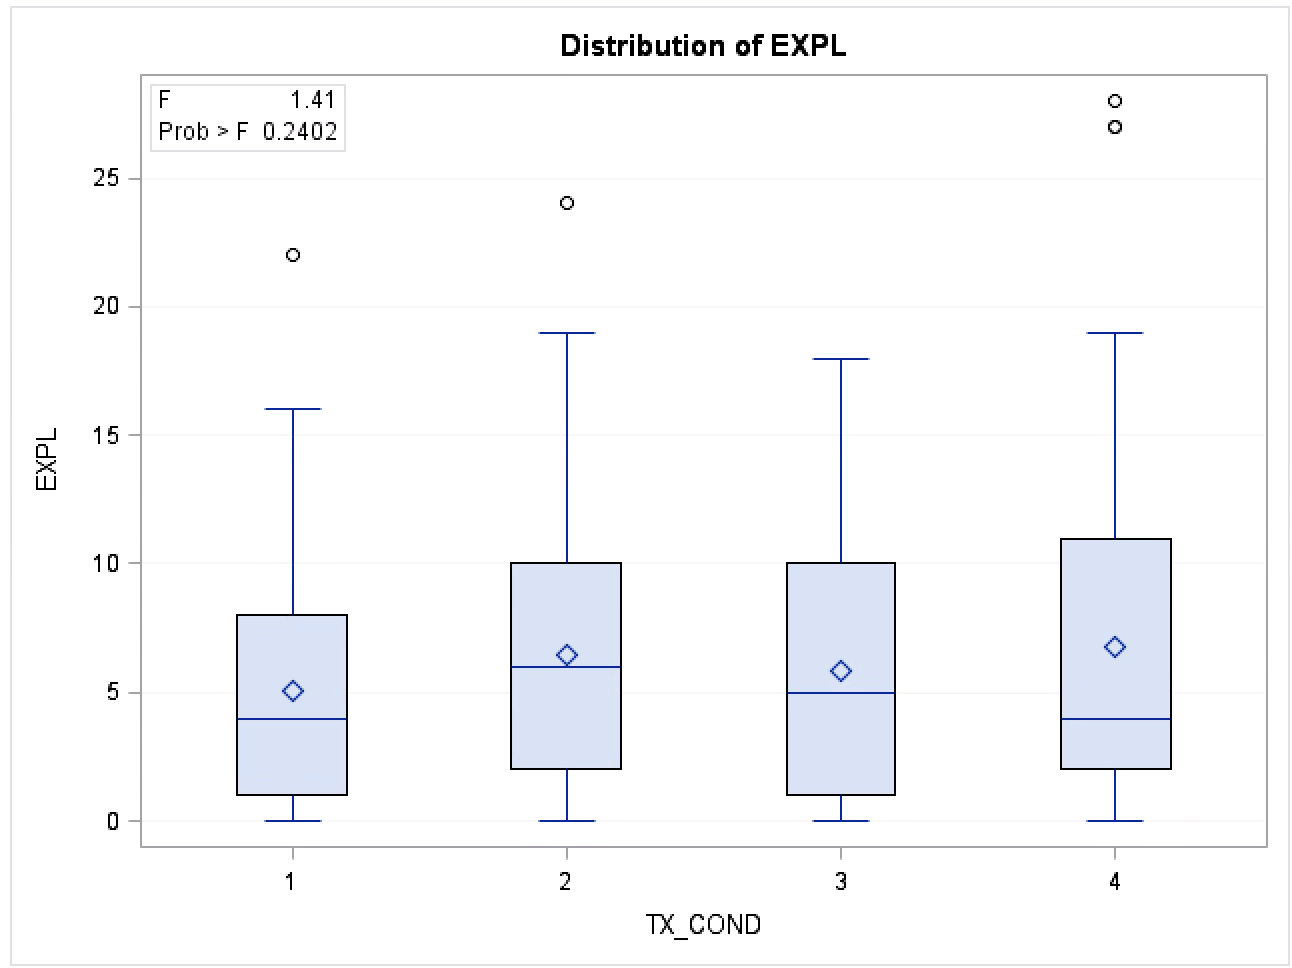 Distribution of EXPL
F 1.41
Prob > F 0.2402
25
20
15
10
5
0
EXPL
1 2 3 4
TX_COND